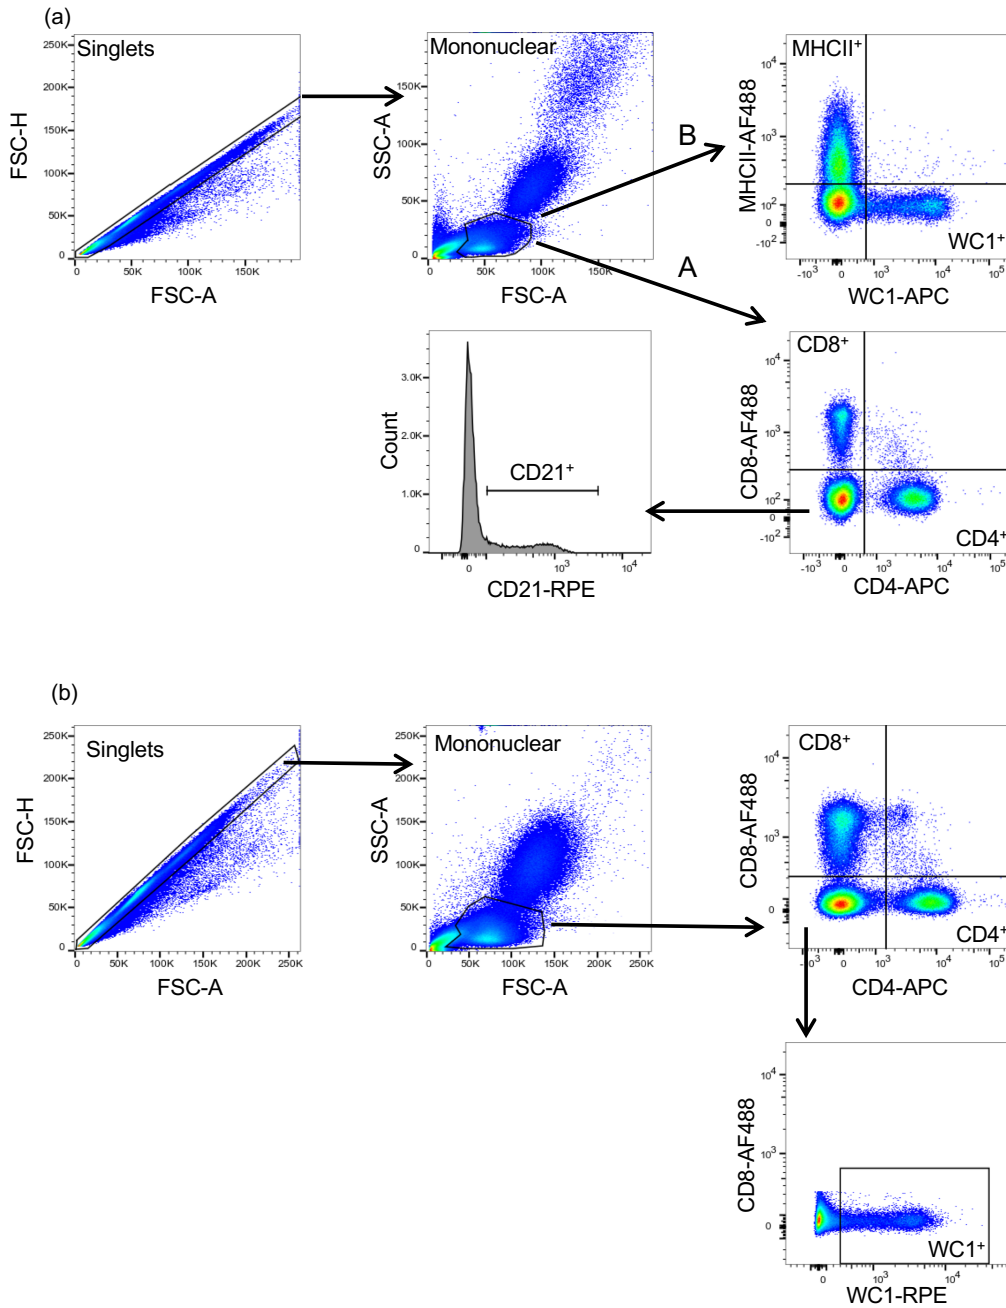 (a)
Singlets
FSC-H
250K
200K
150K
100K
50K
0
0 50K 100K 150K
FSC-A
Mononuclear
SSC-A
150K
100K
50K
0
0 50K 100K 150K
FSC-A
B
A
MHCII⁺
MHCII-AF488
10⁴
10³
10²
0
-10²
WC1⁺
-10³ 0 10³ 10⁴ 10⁵
WC1-APC
CD8⁺
CD8-AF488
10⁴
10³
10²
0
-10²
CD4⁺
-10³ 0 10³ 10⁴ 10⁵
CD4-APC
Count
3.0K
2.0K
1.0K
0
CD21⁺
0 10³ 10⁴
CD21-RPE
(b)
Singlets
FSC-H
250K
200K
150K
100K
50K
0
0 50K 100K 150K 200K 250K
FSC-A
Mononuclear
SSC-A
250K
200K
150K
100K
50K
0
0 50K 100K 150K 200K 250K
FSC-A
CD8⁺
CD8-AF488
10⁴
10³
0
CD4⁺
-10³ 0 10³ 10⁴ 10⁵
CD4-APC
CD8-AF488
10⁴
10³
0
WC1⁺
0 10³ 10⁴
WC1-RPE